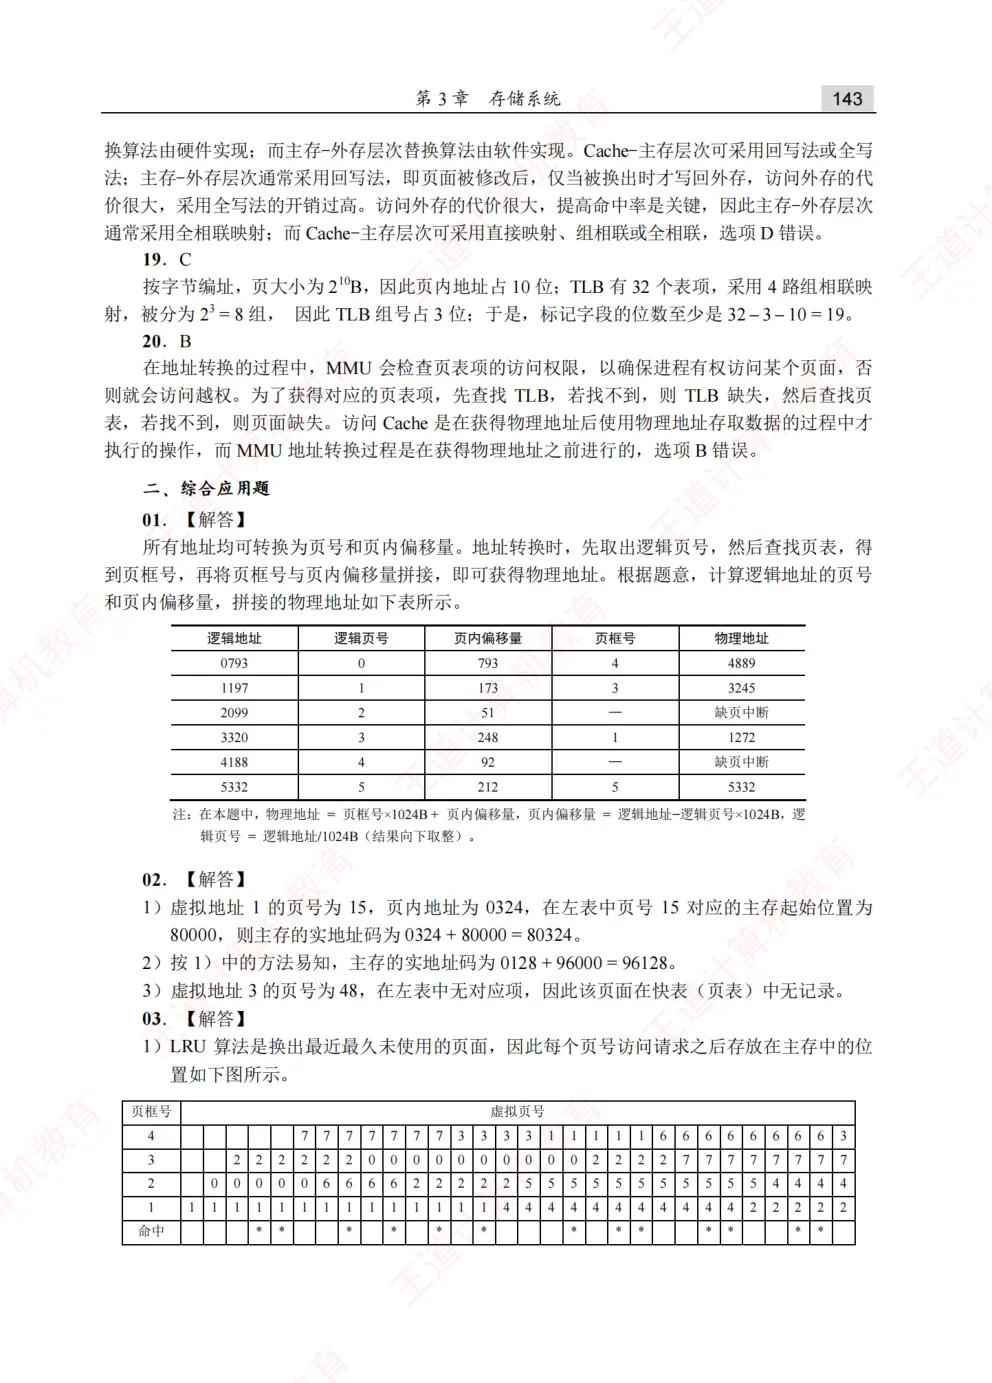 第 3 章 存储系统 143
换算法由硬件实现；而主存-外存层次替换算法由软件实现。Cache-主存层次可采用回写法或全写
法；主存-外存层次通常采用回写法，即页面被修改后，仅当被换出时才写回外存，访问外存的代
价很大，采用全写法的开销过高。访问外存的代价很大，提高命中率是关键，因此主存-外存层次
通常采用全相联映射；而 Cache-主存层次可采用直接映射、组相联或全相联，选项 D 错误。
19．C
按字节编址，页大小为 2^10B，因此页内地址占 10 位；TLB 有 32 个表项，采用 4 路组相联映
射，被分为 2^3 = 8 组， 因此 TLB 组号占 3 位；于是，标记字段的位数至少是 32 – 3 – 10 = 19。
20．B
在地址转换的过程中，MMU 会检查页表项的访问权限，以确保进程有权访问某个页面，否
则就会访问越权。为了获得对应的页表项，先查找 TLB，若找不到，则 TLB 缺失，然后查找页
表，若找不到，则页面缺失。访问 Cache 是在获得物理地址后使用物理地址存取数据的过程中才
执行的操作，而 MMU 地址转换过程是在获得物理地址之前进行的，选项 B 错误。
二、综合应用题
01．【解答】
所有地址均可转换为页号和页内偏移量。地址转换时，先取出逻辑页号，然后查找页表，得
到页框号，再将页框号与页内偏移量拼接，即可获得物理地址。根据题意，计算逻辑地址的页号
和页内偏移量，拼接的物理地址如下表所示。
逻辑地址 逻辑页号 页内偏移量 页框号 物理地址
0793 0 793 4 4889
1197 1 173 3 3245
2099 2 51 — 缺页中断
3320 3 248 1 1272
4188 4 92 — 缺页中断
5332 5 212 5 5332
注：在本题中，物理地址 = 页框号×1024B + 页内偏移量，页内偏移量 = 逻辑地址−逻辑页号×1024B，逻
辑页号 = 逻辑地址/1024B（结果向下取整）。
02．【解答】
1）虚拟地址 1 的页号为 15，页内地址为 0324，在左表中页号 15 对应的主存起始位置为
80000，则主存的实地址码为 0324 + 80000 = 80324。
2）按 1）中的方法易知，主存的实地址码为 0128 + 96000 = 96128。
3）虚拟地址 3 的页号为 48，在左表中无对应项，因此该页面在快表（页表）中无记录。
03．【解答】
1）LRU 算法是换出最近最久未使用的页面，因此每个页号访问请求之后存放在主存中的位
置如下图所示。
页框号 虚拟页号
4 7 7 7 7 7 7 7 3 3 3 3 1 1 1 1 1 6 6 6 6 6 6 6 6 3
3 2 2 2 2 2 2 0 0 0 0 0 0 0 0 0 0 2 2 2 2 7 7 7 7 7 7 7 7
2 0 0 0 0 0 6 6 6 6 2 2 2 2 2 5 5 5 5 5 5 5 5 5 5 5 4 4 4 4
1 1 1 1 1 1 1 1 1 1 1 1 1 1 1 4 4 4 4 4 4 4 4 4 4 4 2 2 2 2 2
命中 * * * * * * * * * * * * *